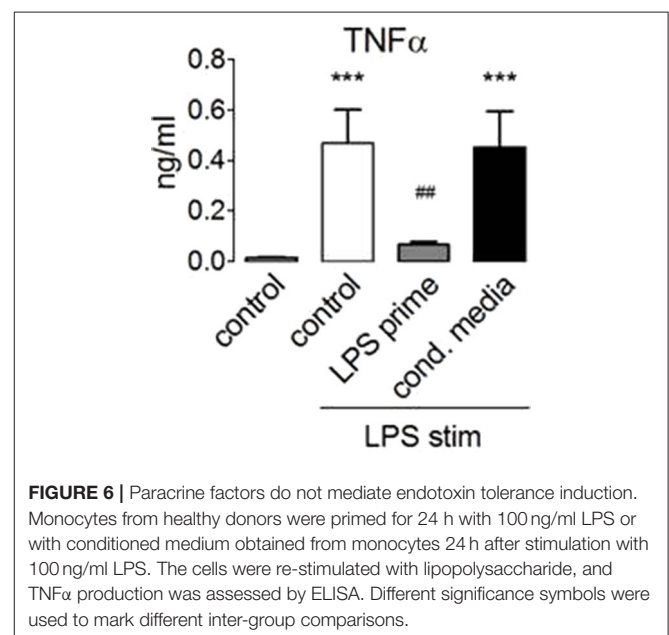 TNFα
0.8
***
***
0.6
ng/ml
0.4
##
0.2
0.0
control
control
LPS prime
cond. media
LPS stim
FIGURE 6 | Paracrine factors do not mediate endotoxin tolerance induction.
Monocytes from healthy donors were primed for 24 h with 100 ng/ml LPS or
with conditioned medium obtained from monocytes 24 h after stimulation with
100 ng/ml LPS. The cells were re-stimulated with lipopolysaccharide, and
TNFα production was assessed by ELISA. Different significance symbols were
used to mark different inter-group comparisons.